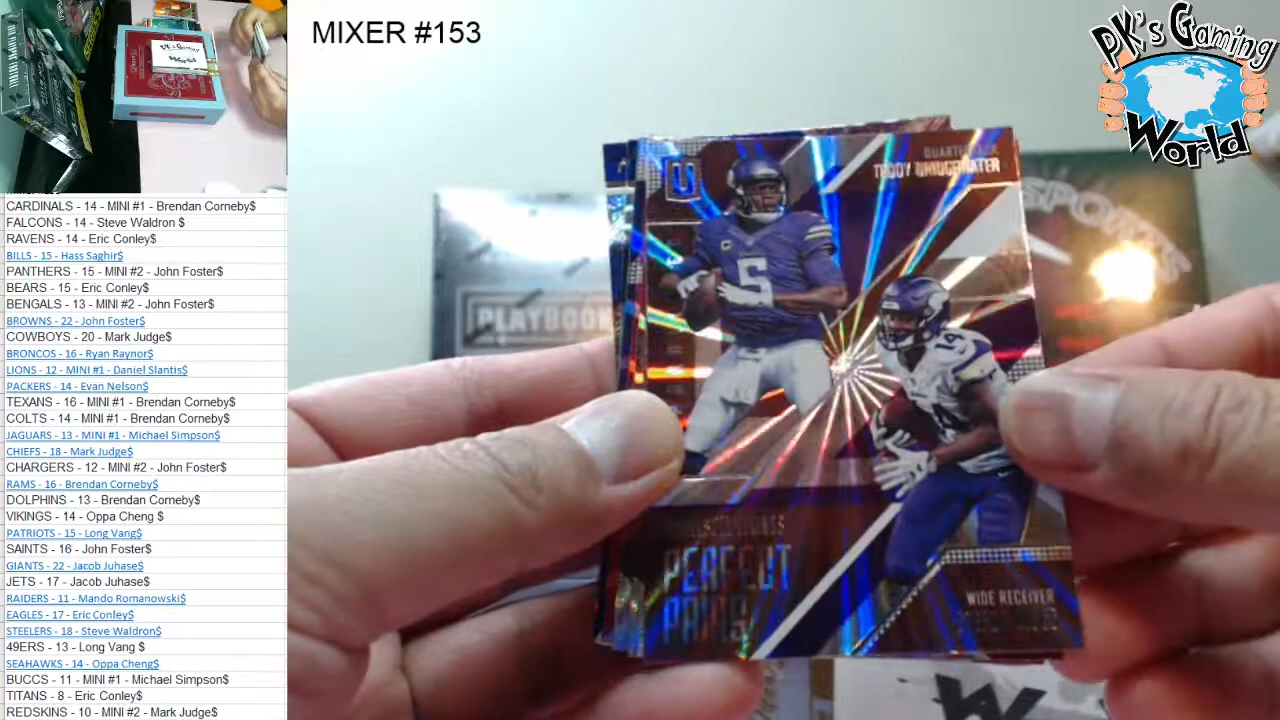 MIXER #153
PK's Gaming
World
CARDINALS - 14 - MINI #1 - Brendan Corneby$
FALCONS - 14 - Steve Waldron $
RAVENS - 14 - Eric Conley$
BILLS - 15 - Hass Saghir$
PANTHERS - 15 - MINI #2 - John Foster$
BEARS - 15 - Eric Conley$
BENGALS - 13 - MINI #2 - John Foster$
BROWNS - 22 - John Foster$
COWBOYS - 20 - Mark Judge$
BRONCOS - 16 - Ryan Raynor$
LIONS - 12 - MINI #1 - Daniel Slantis$
PACKERS - 14 - Evan Nelson$
TEXANS - 16 - MINI #1 - Brendan Corneby$
COLTS - 14 - MINI #1 - Brendan Corneby$
JAGUARS - 13 - MINI #1 - Michael Simpson$
CHIEFS - 18 - Mark Judge$
CHARGERS - 12 - MINI #2 - John Foster$
RAMS - 16 - Brendan Corneby$
DOLPHINS - 13 - Brendan Corneby$
VIKINGS - 14 - Oppa Cheng $
PATRIOTS - 15 - Long Vang$
SAINTS - 16 - John Foster$
GIANTS - 22 - Jacob Juhase$
JETS - 17 - Jacob Juhase$
RAIDERS - 11 - Mando Romanowski$
EAGLES - 17 - Eric Conley$
STEELERS - 18 - Steve Waldron$
49ERS - 13 - Long Vang $
SEAHAWKS - 14 - Oppa Cheng$
BUCCS - 11 - MINI #1 - Michael Simpson$
TITANS - 8 - Eric Conley$
REDSKINS - 10 - MINI #2 - Mark Judge$
U
QUARTERBACK
TEDDY BRIDGEWATER
5
14
PERFECT
PAIRS
WIDE RECEIVER
PLAYBOOK
SPORTS
W